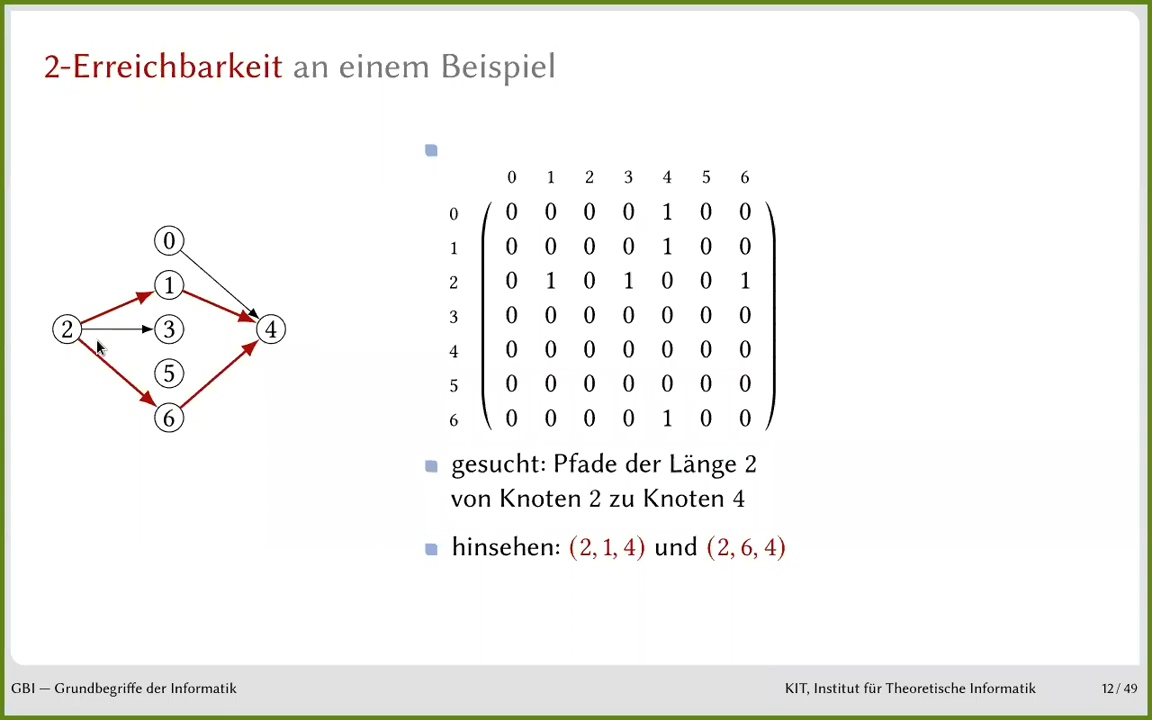 2-Erreichbarkeit an einem Beispiel
0 1 2 3 4 5 6
0 0 0 0 0 1 0 0
1 0 0 0 0 1 0 0
2 0 1 0 1 0 0 1
3 0 0 0 0 0 0 0
4 0 0 0 0 0 0 0
5 0 0 0 0 0 0 0
6 0 0 0 0 1 0 0
0
1
2 3 4
5
6
gesucht: Pfade der Länge 2
von Knoten 2 zu Knoten 4
hinsehen: (2, 1, 4) und (2, 6, 4)
GBI — Grundbegriffe der Informatik
KIT, Institut für Theoretische Informatik
12 / 49